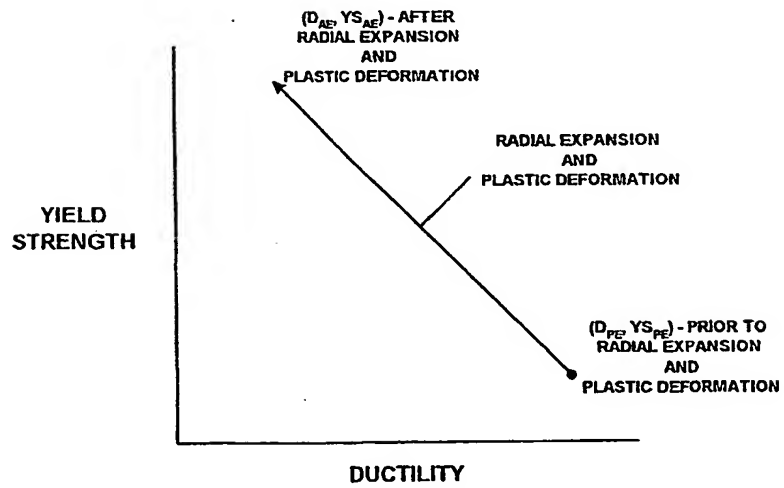 (D_AE, YS_AE) - AFTER
RADIAL EXPANSION
AND
PLASTIC DEFORMATION
RADIAL EXPANSION
AND
PLASTIC DEFORMATION
YIELD
STRENGTH
(D_PE, YS_PE) - PRIOR TO
RADIAL EXPANSION
AND
PLASTIC DEFORMATION
DUCTILITY